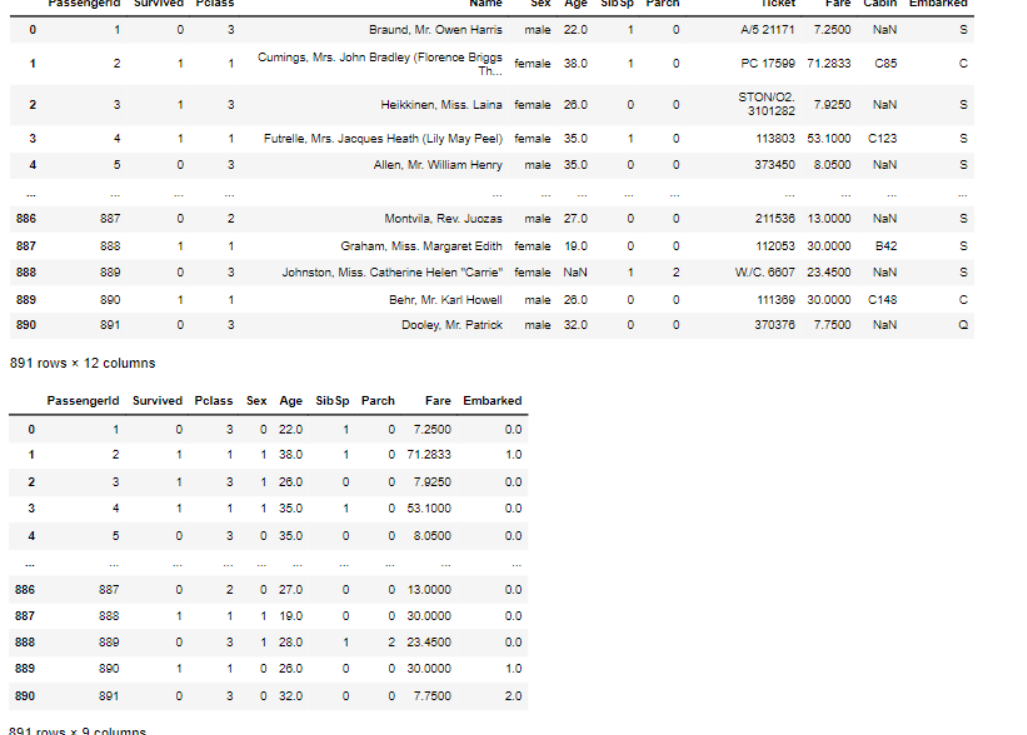 PassengerId Survived Pclass Name Sex Age SibSp Parch Ticket Fare Cabin Embarked
0 1 0 3 Braund, Mr. Owen Harris male 22.0 1 0 A/5 21171 7.2500 NaN S
1 2 1 1 Cumings, Mrs. John Bradley (Florence Briggs Th... female 38.0 1 0 PC 17599 71.2833 C85 C
2 3 1 3 Heikkinen, Miss. Laina female 26.0 0 0 STON/O2. 3101282 7.9250 NaN S
3 4 1 1 Futrelle, Mrs. Jacques Heath (Lily May Peel) female 35.0 1 0 113803 53.1000 C123 S
4 5 0 3 Allen, Mr. William Henry male 35.0 0 0 373450 8.0500 NaN S
... ... ... ... ... ... ... ... ... ... ... ... ...
886 887 0 2 Montvila, Rev. Juozas male 27.0 0 0 211536 13.0000 NaN S
887 888 1 1 Graham, Miss. Margaret Edith female 19.0 0 0 112053 30.0000 B42 S
888 889 0 3 Johnston, Miss. Catherine Helen "Carrie" female NaN 1 2 W./C. 6607 23.4500 NaN S
889 890 1 1 Behr, Mr. Karl Howell male 26.0 0 0 111369 30.0000 C148 C
890 891 0 3 Dooley, Mr. Patrick male 32.0 0 0 370376 7.7500 NaN Q
891 rows × 12 columns
PassengerId Survived Pclass Sex Age SibSp Parch Fare Embarked
0 1 0 3 0 22.0 1 0 7.2500 0.0
1 2 1 1 1 38.0 1 0 71.2833 1.0
2 3 1 3 1 26.0 0 0 7.9250 0.0
3 4 1 1 1 35.0 1 0 53.1000 0.0
4 5 0 3 0 35.0 0 0 8.0500 0.0
... ... ... ... ... ... ... ... ... ...
886 887 0 2 0 27.0 0 0 13.0000 0.0
887 888 1 1 1 19.0 0 0 30.0000 0.0
888 889 0 3 1 28.0 1 2 23.4500 0.0
889 890 1 1 0 26.0 0 0 30.0000 1.0
890 891 0 3 0 32.0 0 0 7.7500 2.0
891 rows × 9 columns